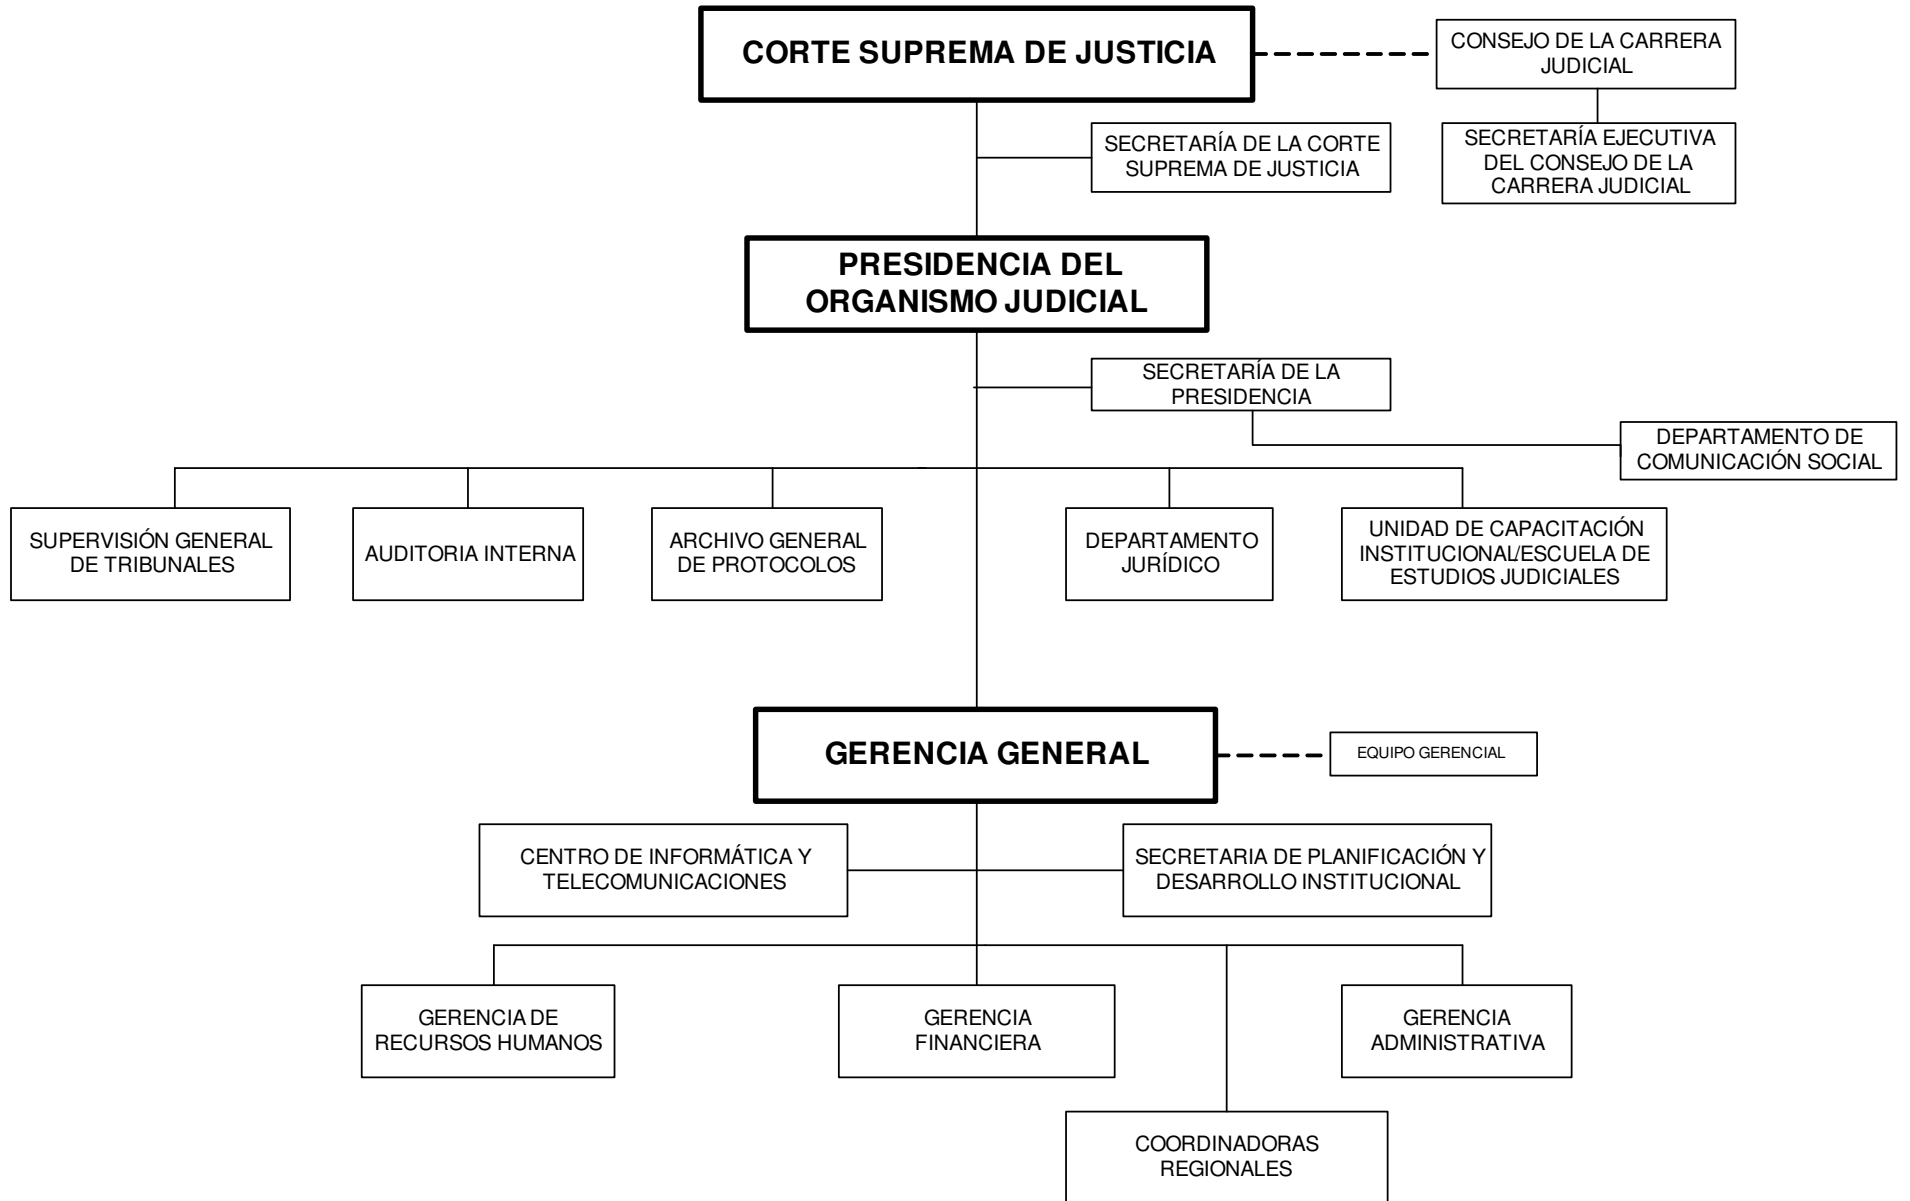 CORTE SUPREMA DE JUSTICIA
CONSEJO DE LA CARRERA
JUDICIAL
SECRETARÍA DE LA CORTE
SUPREMA DE JUSTICIA
SECRETARÍA EJECUTIVA
DEL CONSEJO DE LA
CARRERA JUDICIAL
PRESIDENCIA DEL
ORGANISMO JUDICIAL
SECRETARÍA DE LA
PRESIDENCIA
DEPARTAMENTO DE
COMUNICACIÓN SOCIAL
SUPERVISIÓN GENERAL
DE TRIBUNALES
AUDITORIA INTERNA
ARCHIVO GENERAL
DE PROTOCOLOS
DEPARTAMENTO
JURÍDICO
UNIDAD DE CAPACITACIÓN
INSTITUCIONAL/ESCUELA DE
ESTUDIOS JUDICIALES
GERENCIA GENERAL
EQUIPO GERENCIAL
CENTRO DE INFORMÁTICA Y
TELECOMUNICACIONES
SECRETARIA DE PLANIFICACIÓN Y
DESARROLLO INSTITUCIONAL
GERENCIA DE
RECURSOS HUMANOS
GERENCIA
FINANCIERA
GERENCIA
ADMINISTRATIVA
COORDINADORAS
REGIONALES